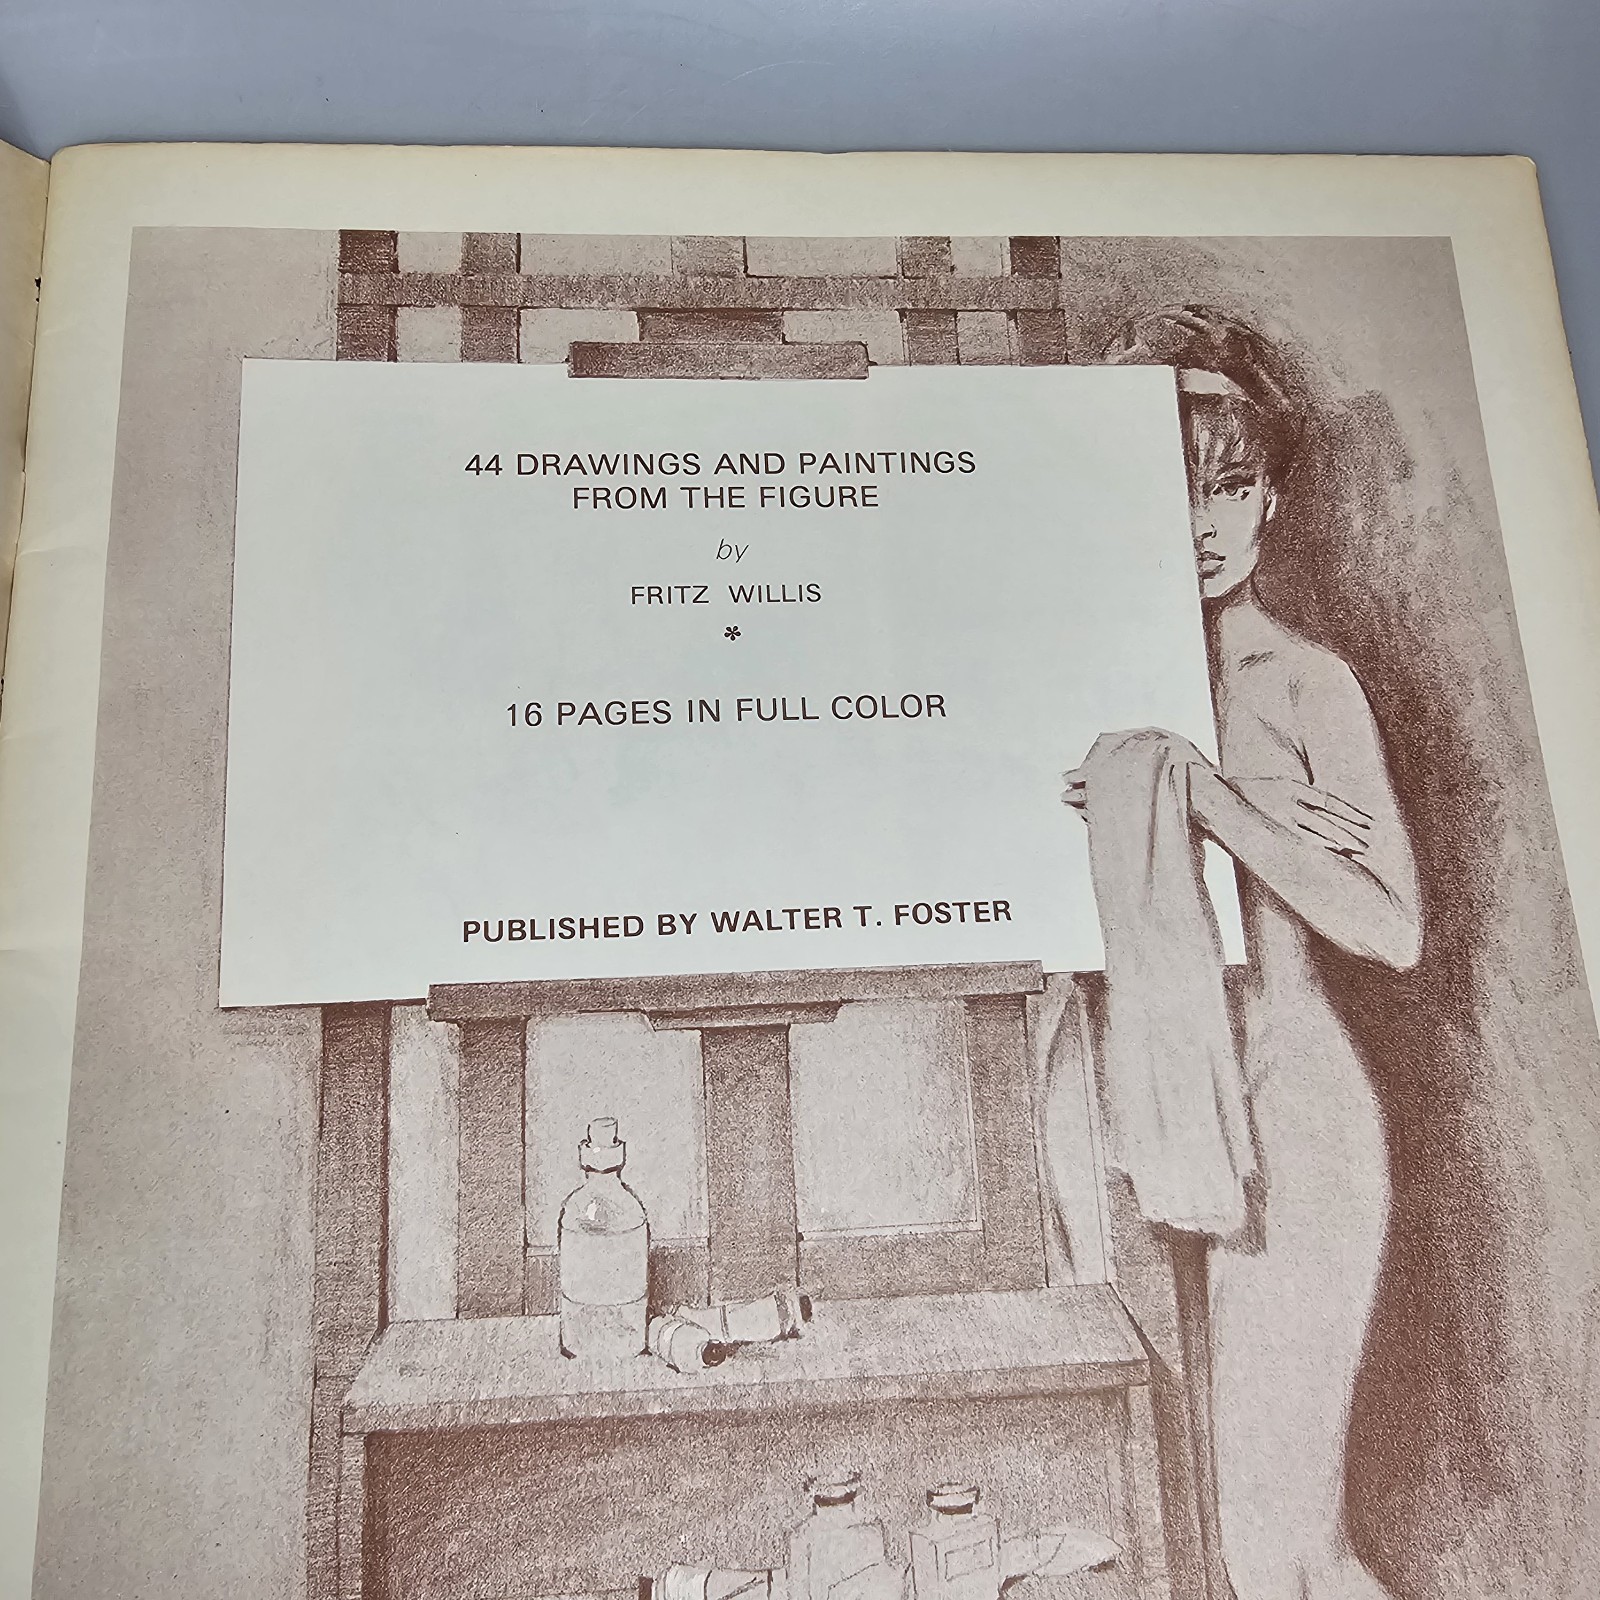 44 DRAWINGS AND PAINTINGS
FROM THE FIGURE
by
FRITZ WILLIS
*
16 PAGES IN FULL COLOR
PUBLISHED BY WALTER T. FOSTER